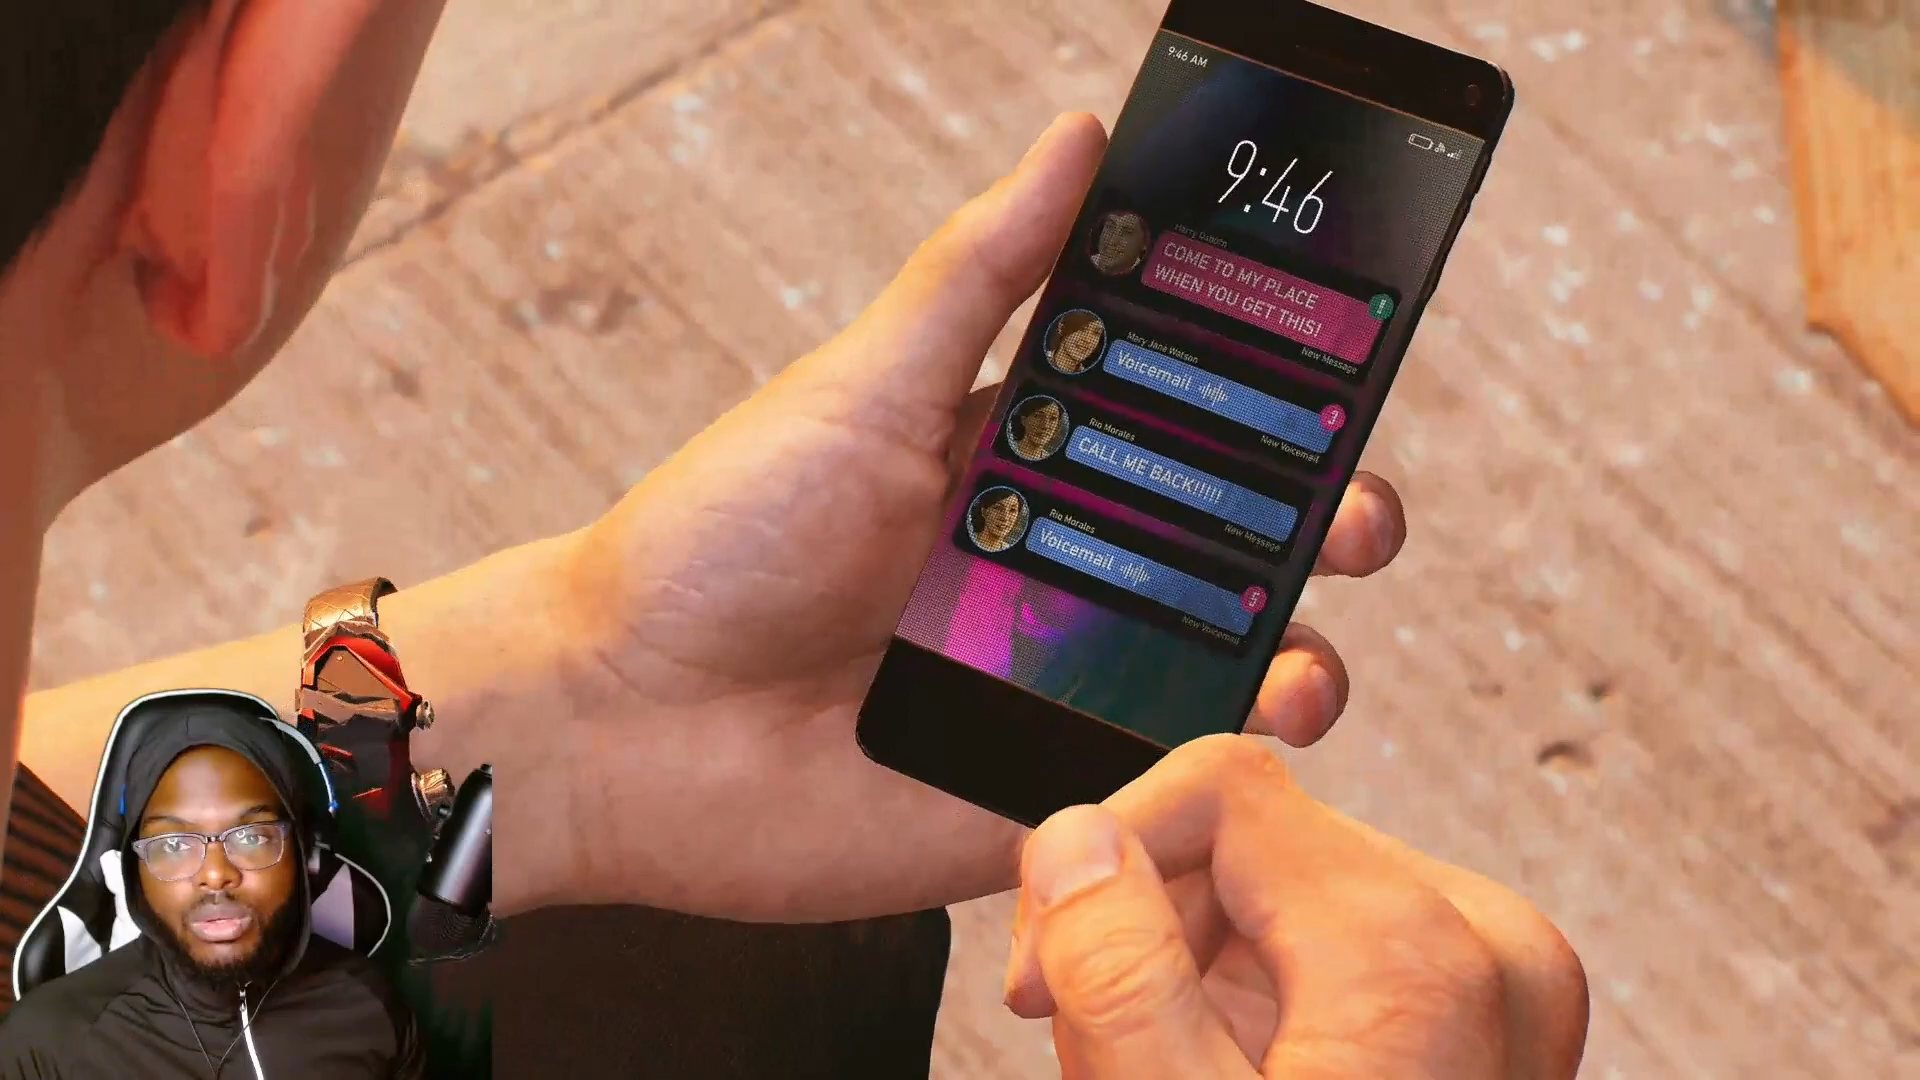 9:46 AM
9:46
Harry Osborn
COME TO MY PLACE
WHEN YOU GET THIS!
!
New Message
Mary Jane Watson
Voicemail
3
New Voicemail
Rio Morales
CALL ME BACK!!!!!
New Message
Rio Morales
Voicemail
5
New Voicemail